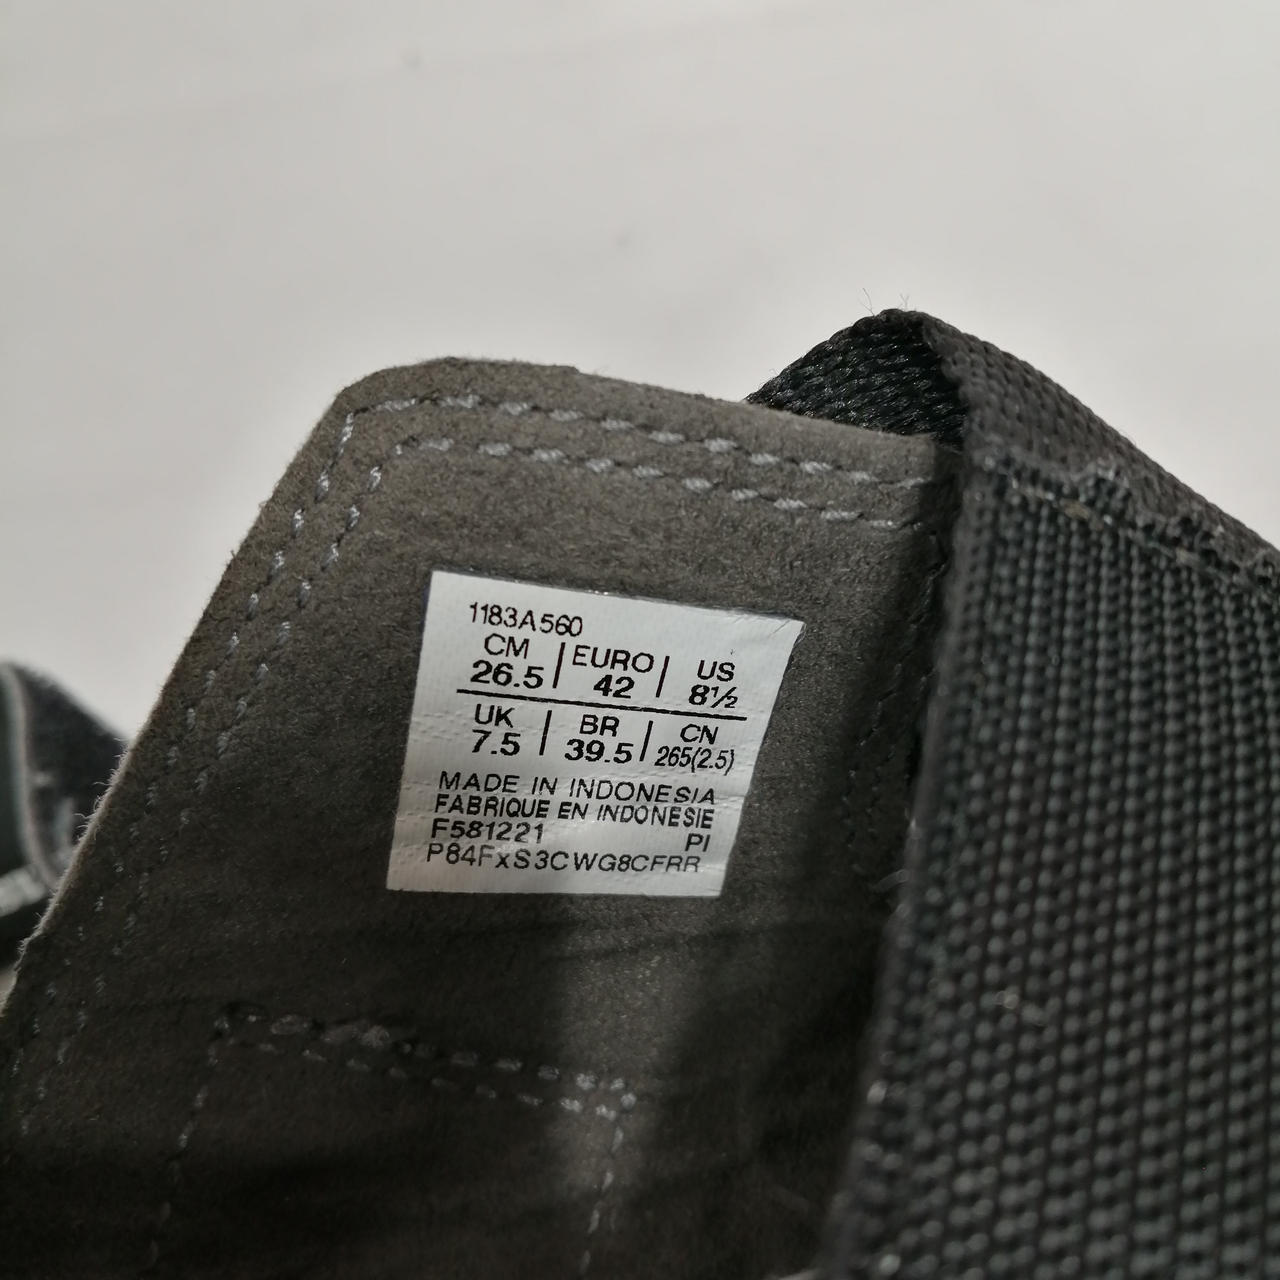 1183A560
CM | EURO | US
26.5 | 42 | 8½
UK | BR | CN
7.5 | 39.5 | 265(2.5)
MADE IN INDONESIA
FABRIQUE EN INDONESIE
F581221 PI
P84FxS3CWG8CFRR